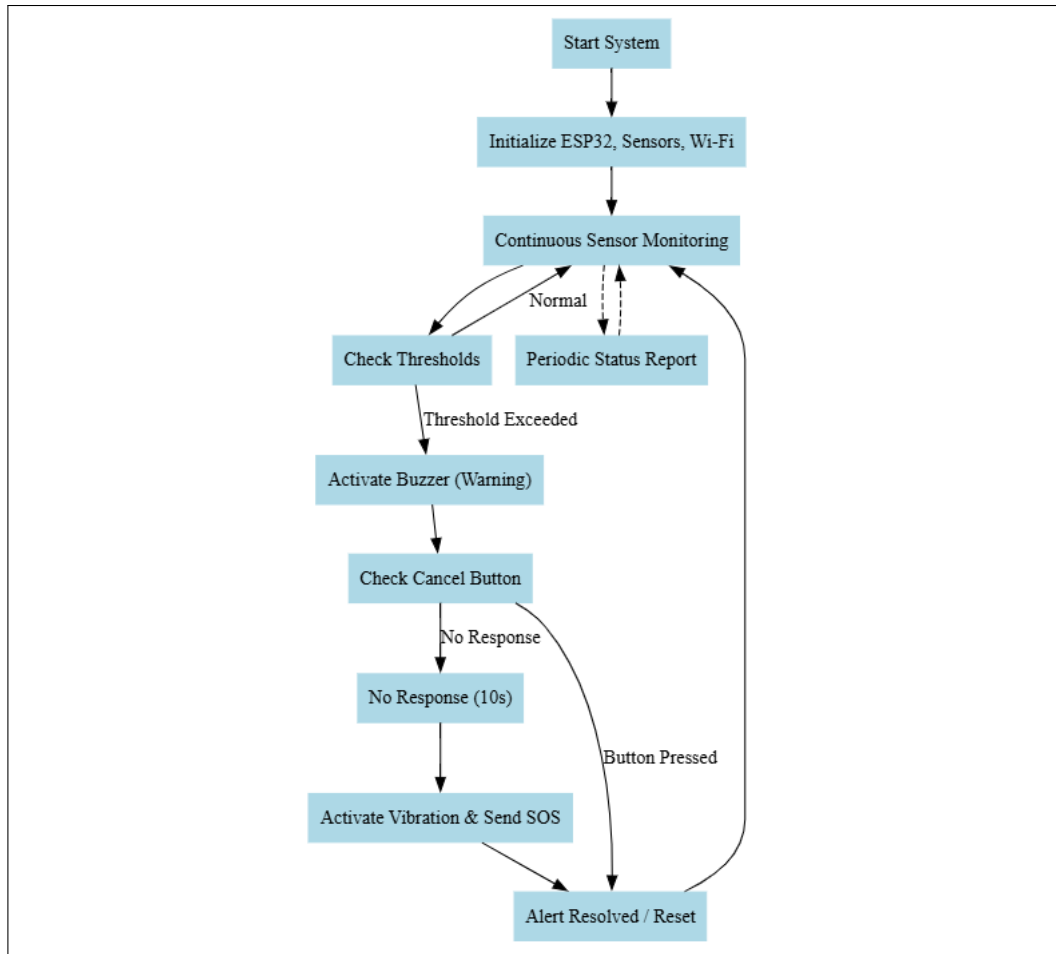 Start System
Initialize ESP32, Sensors, Wi-Fi
Continuous Sensor Monitoring
Normal
Check Thresholds
Periodic Status Report
Threshold Exceeded
Activate Buzzer (Warning)
Check Cancel Button
No Response
No Response (10s)
Button Pressed
Activate Vibration & Send SOS
Alert Resolved / Reset